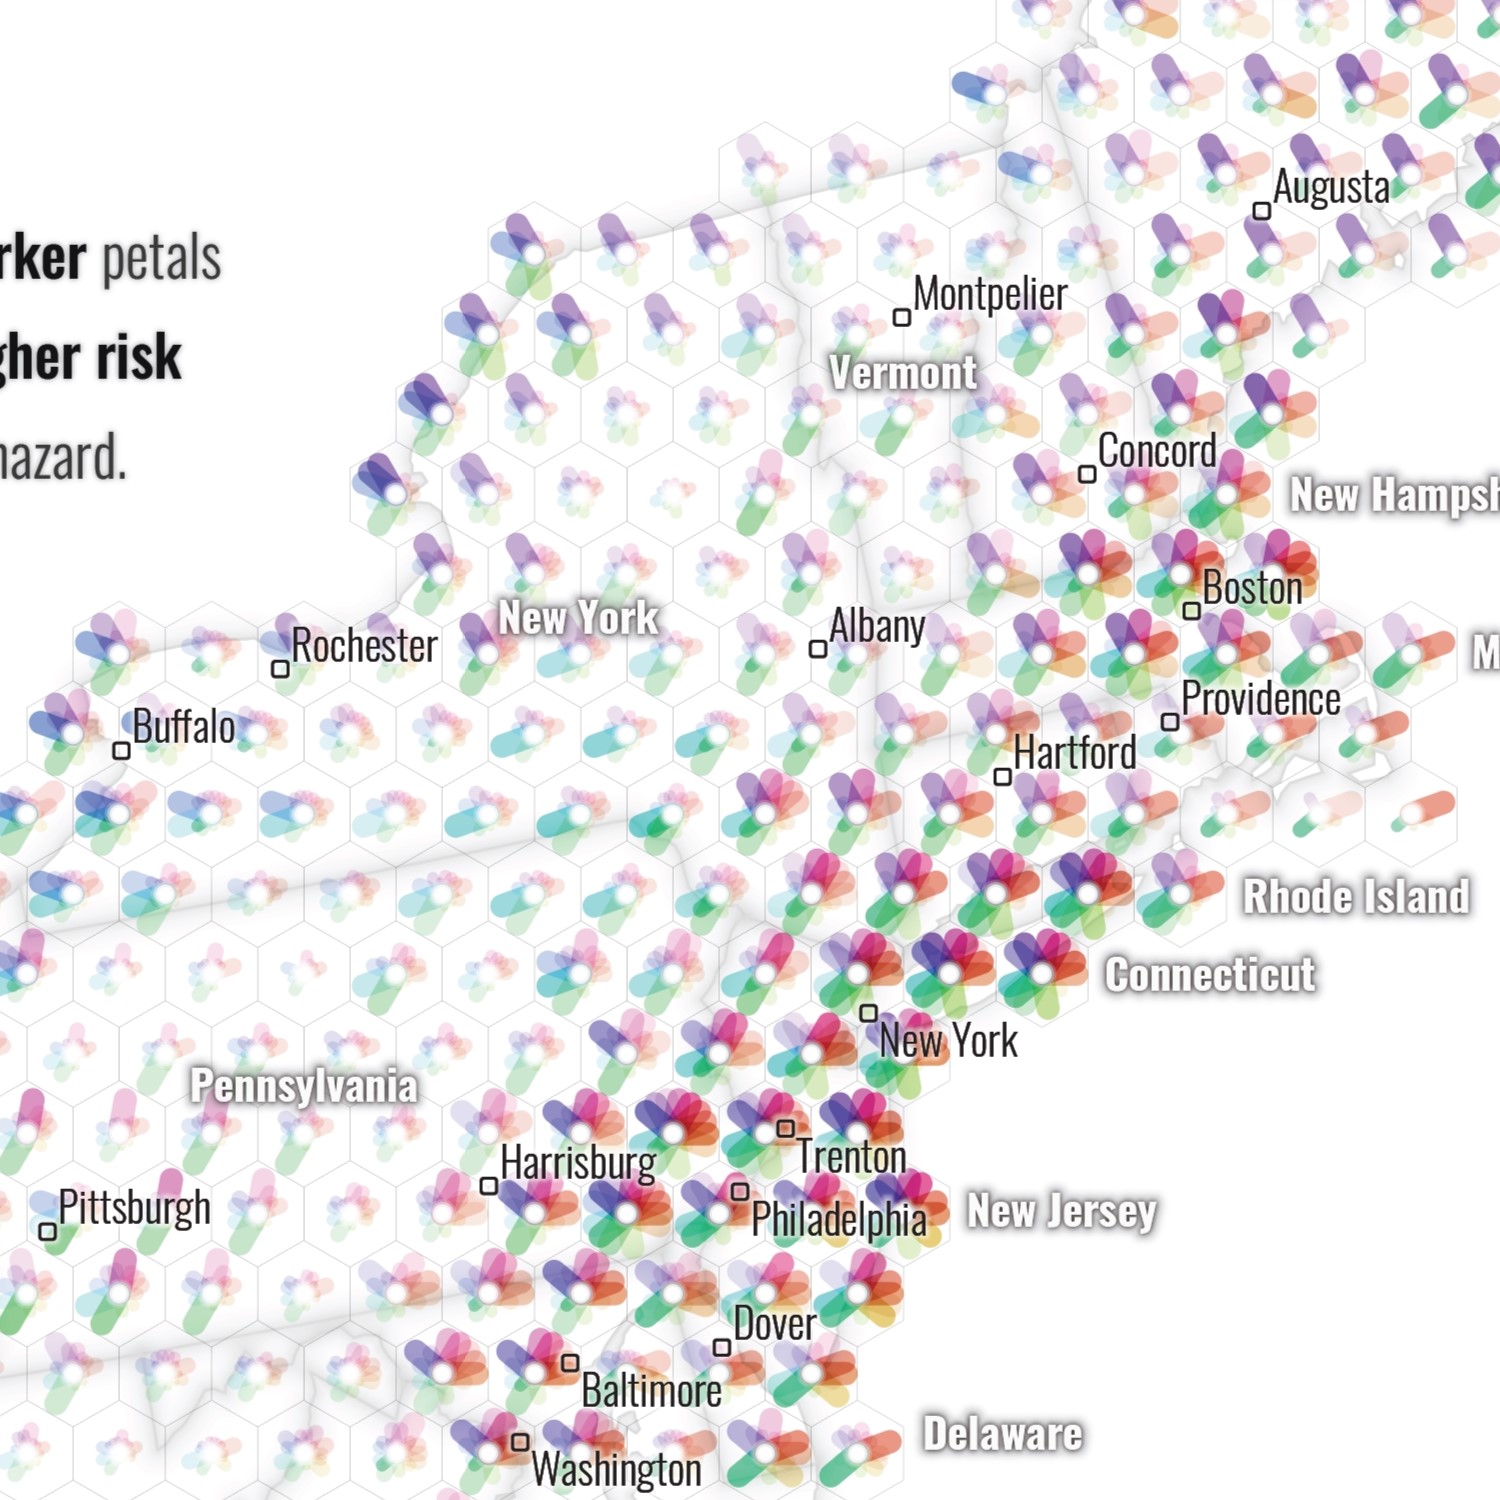 rker petals
gher risk
hazard.
Augusta
Montpelier
Vermont
Concord
New Hampsh
Boston
New York
Albany
Rochester
M
Providence
Buffalo
Hartford
Rhode Island
Connecticut
New York
Pennsylvania
Harrisburg
Trenton
Pittsburgh
Philadelphia
New Jersey
Dover
Baltimore
Delaware
Washington